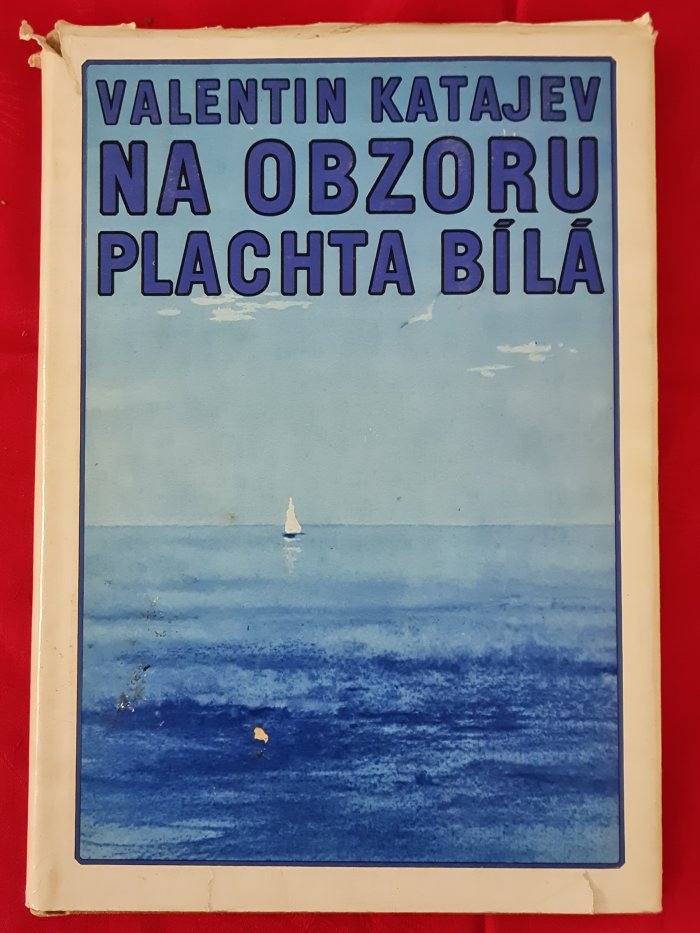 VALENTIN KATAJEV
NA OBZORU
PLACHTA BÍLÁ